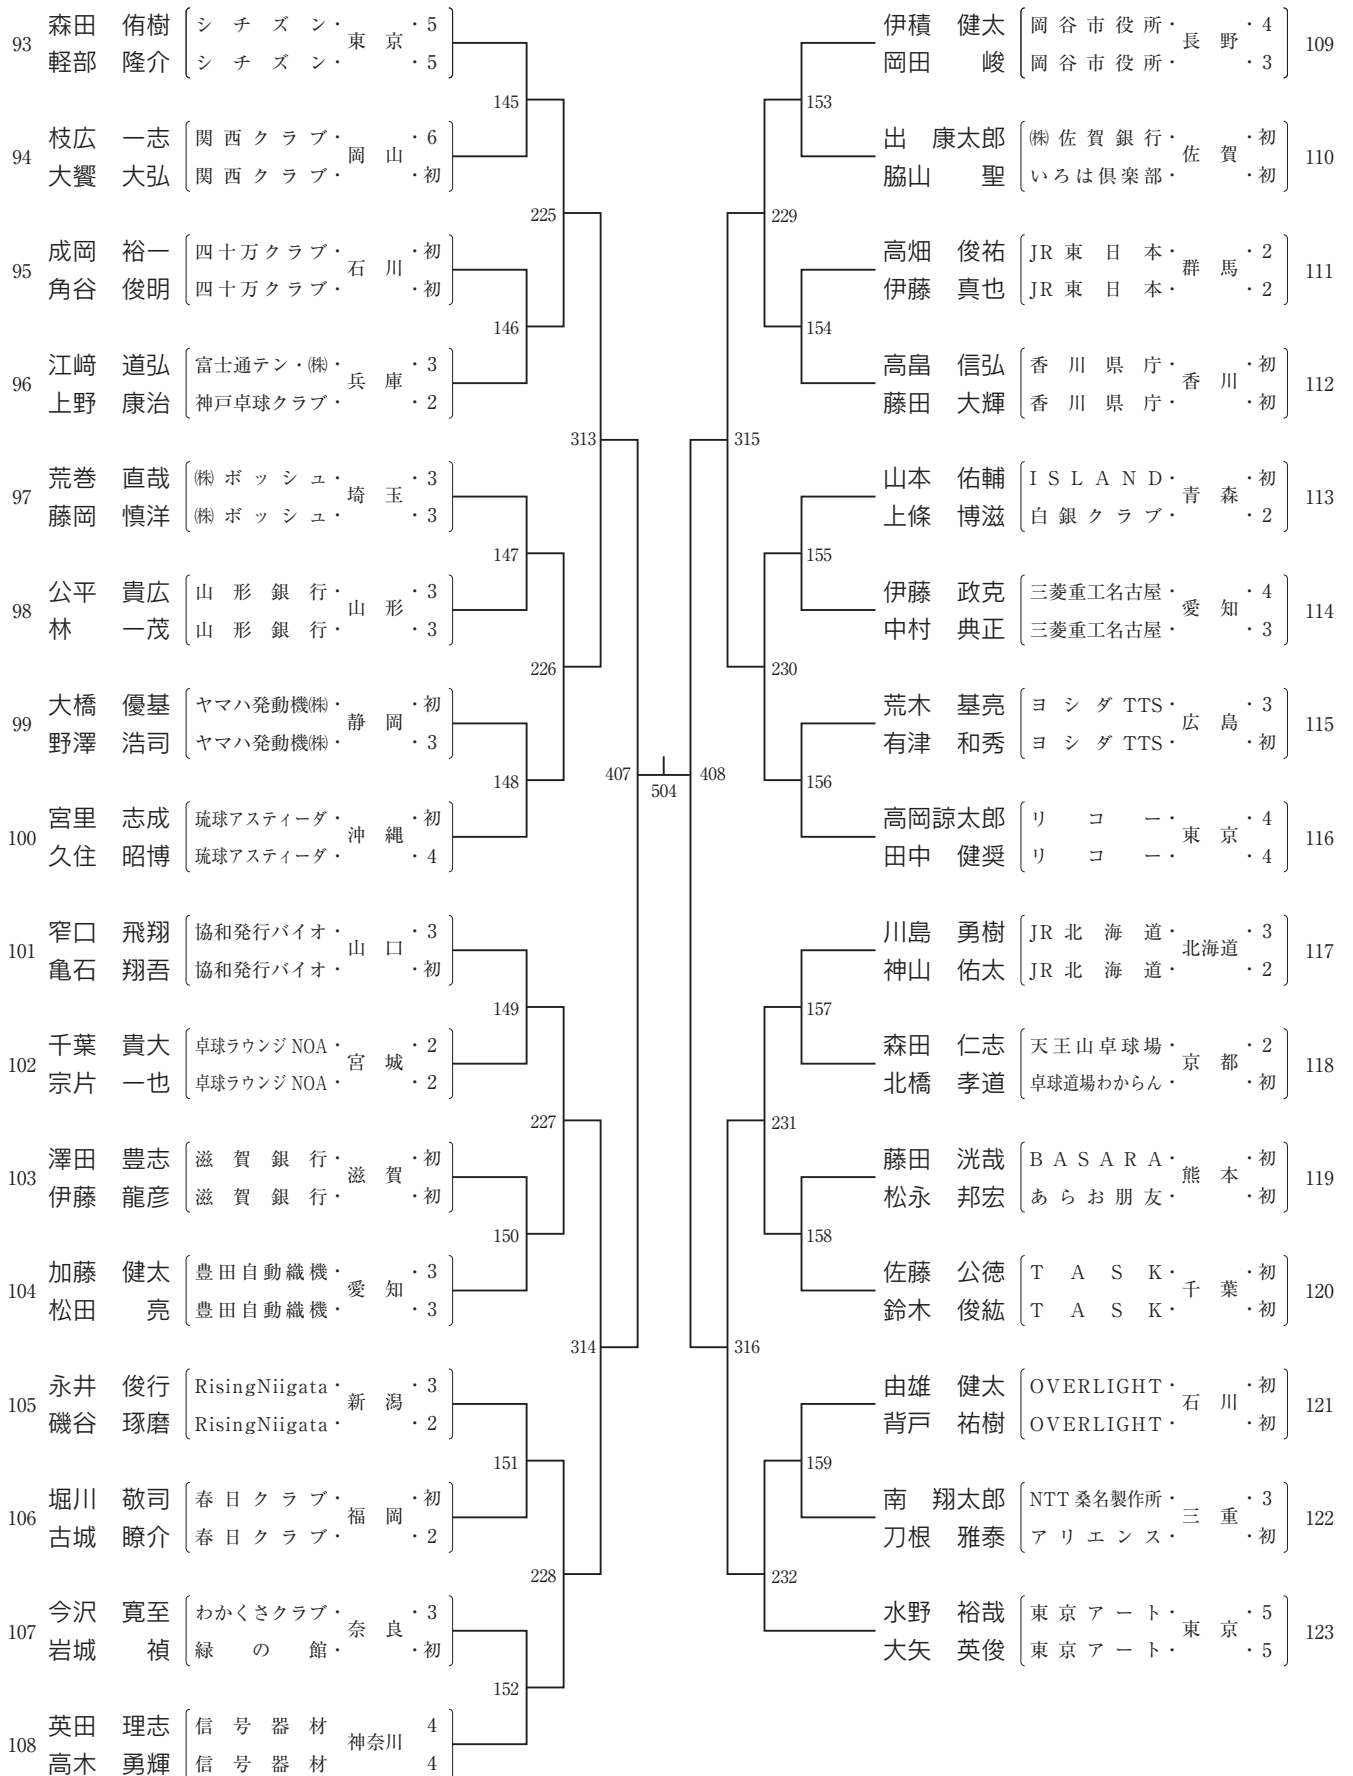 93 森田 侑樹 シチズン・東京・5
軽部 隆介 シチズン・ ・5
145
94 枝広 一志 関西クラブ・岡山・6
大饗 大弘 関西クラブ・ ・初
225
95 成岡 裕一 四十万クラブ・石川・初
角谷 俊明 四十万クラブ・ ・初
146
96 江﨑 道弘 富士通テン・㈱・兵庫・3
上野 康治 神戸卓球クラブ・ ・2
313
97 荒巻 直哉 ㈱ボッシュ・埼玉・3
藤岡 慎洋 ㈱ボッシュ・ ・3
147
98 公平 貴広 山形銀行・山形・3
林 一茂 山形銀行・ ・3
226
99 大橋 優基 ヤマハ発動機㈱・静岡・初
野澤 浩司 ヤマハ発動機㈱・ ・3
148
100 宮里 志成 琉球アスティーダ・沖縄・初
久住 昭博 琉球アスティーダ・ ・4
407
504
408
101 窄口 飛翔 協和発行バイオ・山口・3
亀石 翔吾 協和発行バイオ・ ・初
149
102 千葉 貴大 卓球ラウンジNOA・宮城・2
宗片 一也 卓球ラウンジNOA・ ・2
227
103 澤田 豊志 滋賀銀行・滋賀・初
伊藤 龍彦 滋賀銀行・ ・初
150
104 加藤 健太 豊田自動織機・愛知・3
松田 亮 豊田自動織機・ ・3
314
105 永井 俊行 RisingNiigata・新潟・3
磯谷 琢磨 RisingNiigata・ ・2
151
106 堀川 敬司 春日クラブ・福岡・初
古城 瞭介 春日クラブ・ ・2
228
107 今沢 寛至 わかくさクラブ・奈良・3
岩城 禎 緑の館・ ・初
152
108 英田 理志 信号器材 神奈川 4
高木 勇輝 信号器材 4
伊積 健太 岡谷市役所・長野・4 109
岡田 峻 岡谷市役所・ ・3
153
出 康太郎 ㈱佐賀銀行・佐賀・初 110
脇山 聖 いろは倶楽部・ ・初
229
高畑 俊祐 JR東日本・群馬・2 111
伊藤 真也 JR東日本・ ・2
154
高畠 信弘 香川県庁・香川・初 112
藤田 大輝 香川県庁・ ・初
315
山本 佑輔 ISLAND・青森・初 113
上條 博滋 白銀クラブ・ ・2
155
伊藤 政克 三菱重工名古屋・愛知・4 114
中村 典正 三菱重工名古屋・ ・3
230
荒木 基亮 ヨシダTTS・広島・3 115
有津 和秀 ヨシダTTS・ ・初
156
高岡諒太郎 リコー・東京・4 116
田中 健奨 リコー・ ・4
川島 勇樹 JR北海道・北海道・3 117
神山 佑太 JR北海道・ ・2
157
森田 仁志 天王山卓球場・京都・2 118
北橋 孝道 卓球道場わからん・ ・初
231
藤田 洸哉 BASARA・熊本・初 119
松永 邦宏 あらお朋友・ ・初
158
佐藤 公徳 TASK・千葉・初 120
鈴木 俊紘 TASK・ ・初
316
由雄 健太 OVERLIGHT・石川・初 121
背戸 祐樹 OVERLIGHT・ ・初
159
南 翔太郎 NTT桑名製作所・三重・3 122
刀根 雅泰 アリエンス・ ・初
232
水野 裕哉 東京アート・東京・5 123
大矢 英俊 東京アート・ ・5